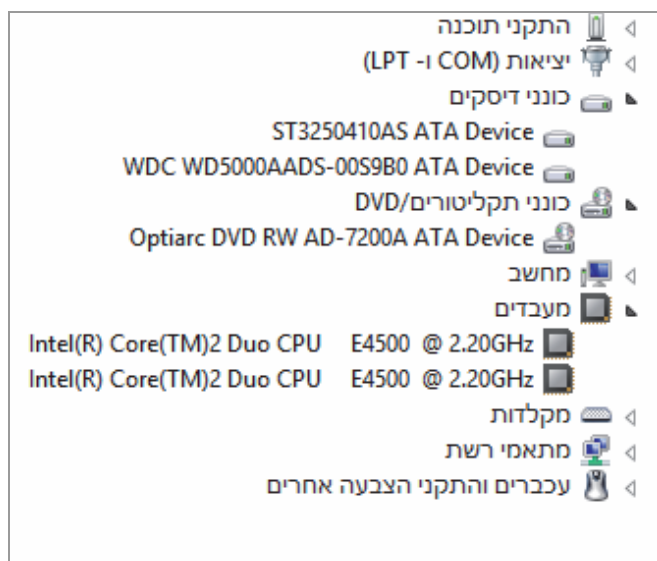 התקני תוכנה
יציאות (COM ו- LPT)
כונני דיסקים
ST3250410AS ATA Device
WDC WD5000AADS-00S9B0 ATA Device
כונני תקליטורים/DVD
Optiarc DVD RW AD-7200A ATA Device
מחשב
מעבדים
Intel(R) Core(TM)2 Duo CPU E4500 @ 2.20GHz
Intel(R) Core(TM)2 Duo CPU E4500 @ 2.20GHz
מקלדות
מתאמי רשת
עכברים והתקני הצבעה אחרים